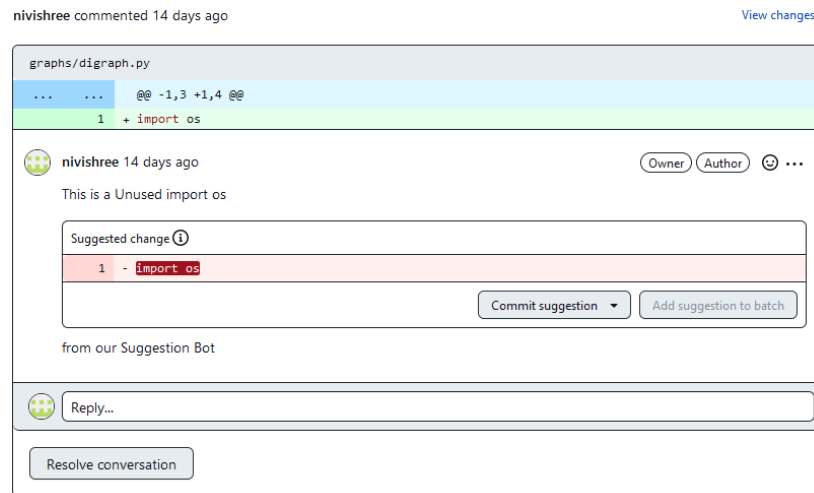 nivishree commented 14 days ago View changes
graphs/digraph.py
... ... @@ -1,3 +1,4 @@
1 + import os
nivishree 14 days ago Owner Author ...
This is a Unused import os
Suggested change
1 - import os
Commit suggestion Add suggestion to batch
from our Suggestion Bot
Reply...
Resolve conversation